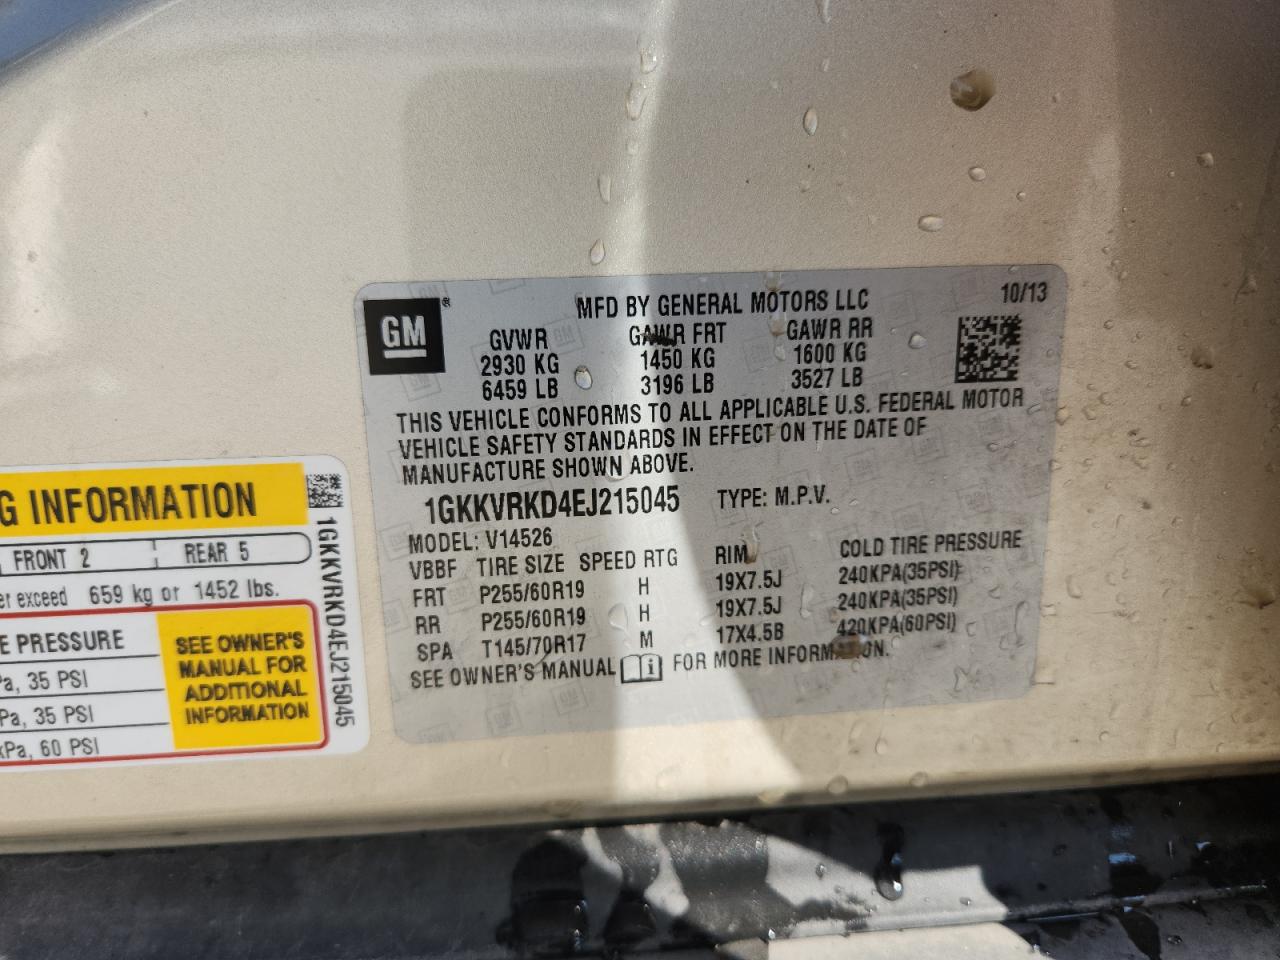 GM
®
MFD BY GENERAL MOTORS LLC
10/13
GVWR GAWR FRT GAWR RR
2930 KG 1450 KG 1600 KG
6459 LB 3196 LB 3527 LB
THIS VEHICLE CONFORMS TO ALL APPLICABLE U.S. FEDERAL MOTOR
VEHICLE SAFETY STANDARDS IN EFFECT ON THE DATE OF
MANUFACTURE SHOWN ABOVE.
1GKKVRKD4EJ215045 TYPE: M.P.V.
MODEL: V14526
VBBF TIRE SIZE SPEED RTG RIM COLD TIRE PRESSURE
FRT P255/60R19 H 19X7.5J 240KPA(35PSI)
RR P255/60R19 H 19X7.5J 240KPA(35PSI)
SPA T145/70R17 M 17X4.5B 420KPA(60PSI)
SEE OWNER'S MANUAL FOR MORE INFORMATION.
G INFORMATION
FRONT 2 REAR 5
er exceed 659 kg or 1452 lbs.
E PRESSURE
Pa, 35 PSI
Pa, 35 PSI
kPa, 60 PSI
SEE OWNER'S
MANUAL FOR
ADDITIONAL
INFORMATION
1GKKVRKD4EJ215045